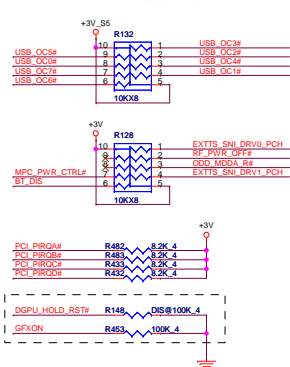 +3V_S5
R132
10 1 USB_OC3#
USB_OC5# 9 2 USB_OC2#
USB_OC0# 8 3 USB_OC4#
USB_OC7# 7 4 USB_OC1#
USB_OC6# 6 5
10KX8
+3V
R128
10 1 EXTTS_SNI_DRV0_PCH
9 2 RF_PWR_OFF#
8 3 ODD_MDDA_R#
MPC_PWR_CTRL# 7 4 EXTTS_SNI_DRV1_PCH
BT_DIS 6 5
10KX8
+3V
PCI_PIRQA# R482 8.2K_4
PCI_PIRQB# R483 8.2K_4
PCI_PIRQC# R433 8.2K_4
PCI_PIRQD# R432 8.2K_4
DGPU_HOLD_RST# R148 DIS@100K_4
GFXON R453 100K_4